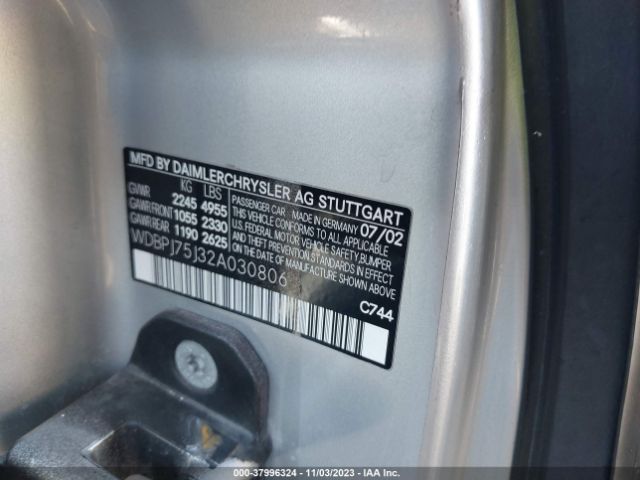 MFD BY DAIMLERCHRYSLER AG STUTTGART
KG LBS
GVWR 2245 4955
GAWR FRONT 1055 2330
GAWR REAR 1190 2625
PASSENGER CAR / MADE IN GERMANY 07/02
THIS VEHICLE CONFORMS TO ALL APPLICABLE
U.S. FEDERAL MOTOR VEHICLE SAFETY, BUMPER
AND THEFT PREVENTION STANDARDS IN EFFECT
ON THE DATE OF MANUFACTURE SHOWN ABOVE
WDBPJ75J32A030806
C744
000-37996324 | 11/03/2023 - IAA Inc.